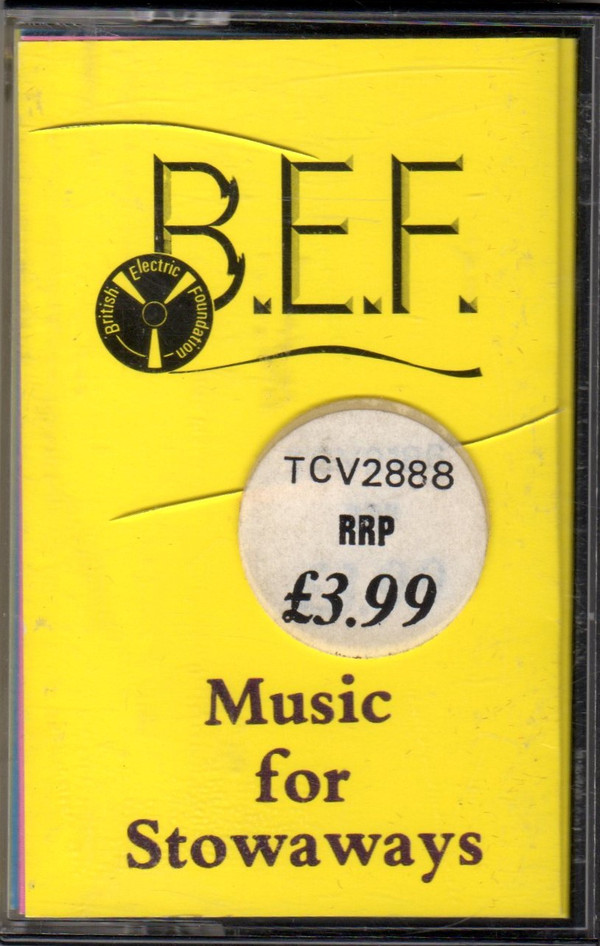 B.E.F.
British Electric Foundation
TCV2888
RRP
£3.99
Music
for
Stowaways